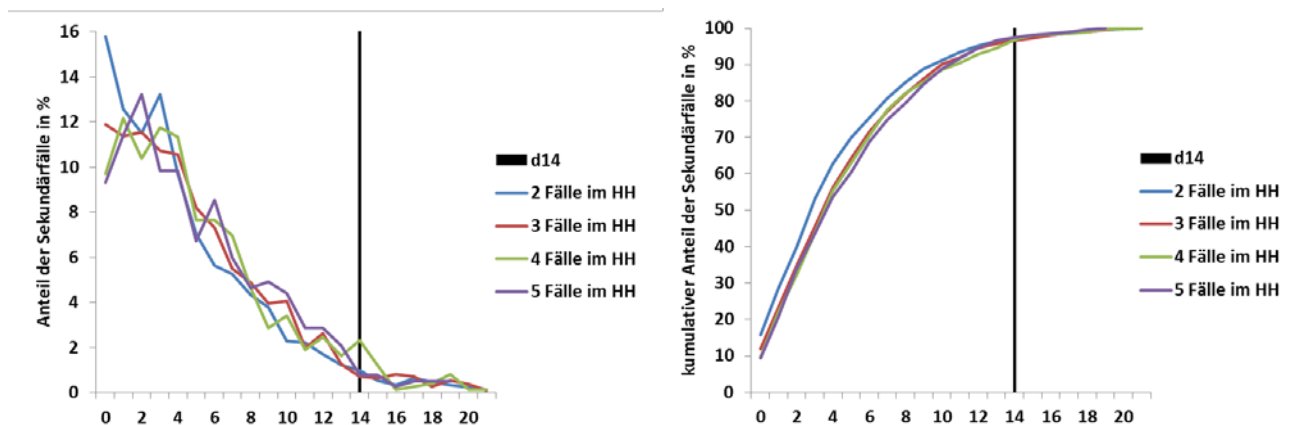 Anteil der Sekundärfälle in %
16
14
12
10
8
6
4
2
0
0 2 4 6 8 10 12 14 16 18 20
d14
2 Fälle im HH
3 Fälle im HH
4 Fälle im HH
5 Fälle im HH
kumulativer Anteil der Sekundärfälle in %
100
90
80
70
60
50
40
30
20
10
0
0 2 4 6 8 10 12 14 16 18 20
d14
2 Fälle im HH
3 Fälle im HH
4 Fälle im HH
5 Fälle im HH